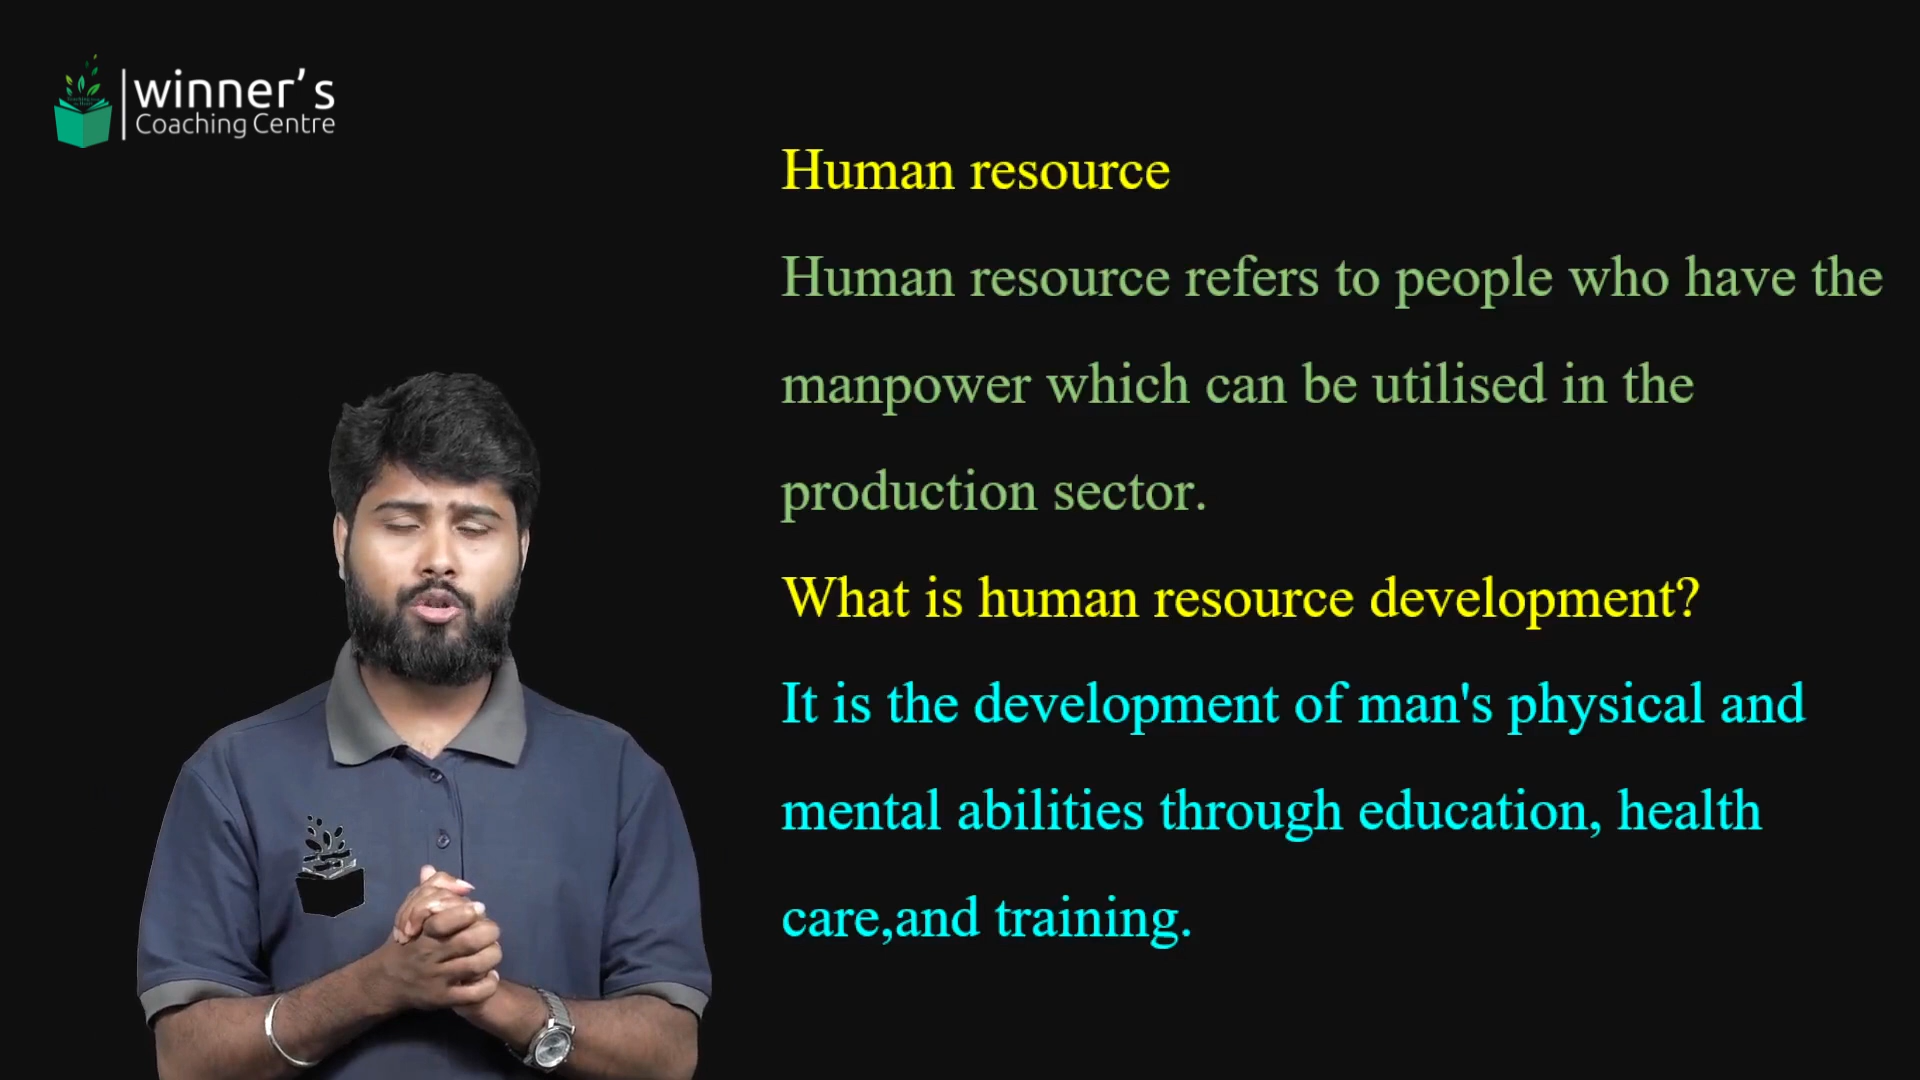 winner's
Coaching Centre
Human resource
Human resource refers to people who have the
manpower which can be utilised in the
production sector.
What is human resource development?
It is the development of man's physical and
mental abilities through education, health
care,and training.